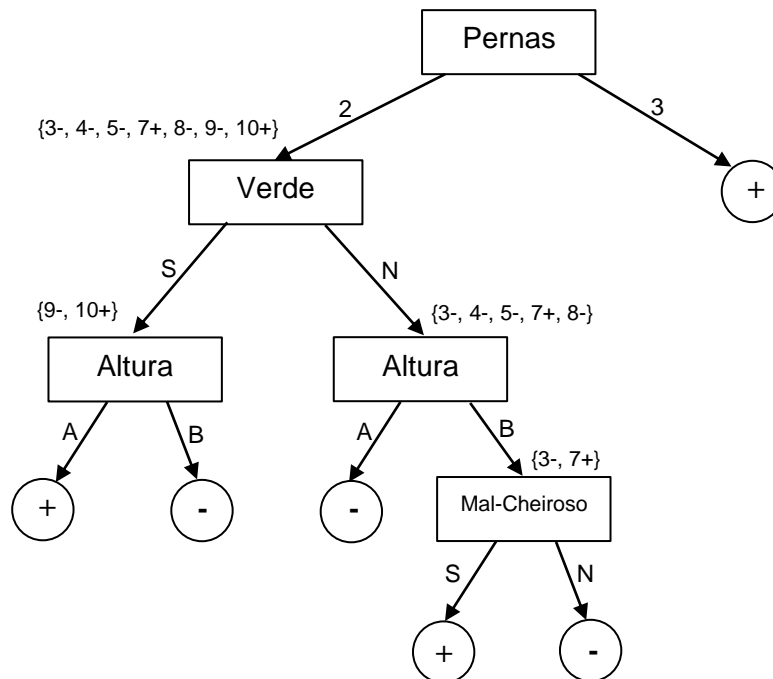 Pernas
2
3
{3-, 4-, 5-, 7+, 8-, 9-, 10+}
Verde
+
S
N
{9-, 10+}
{3-, 4-, 5-, 7+, 8-}
Altura
Altura
A
B
A
B
{3-, 7+}
+
-
-
Mal-Cheiroso
S
N
+
-